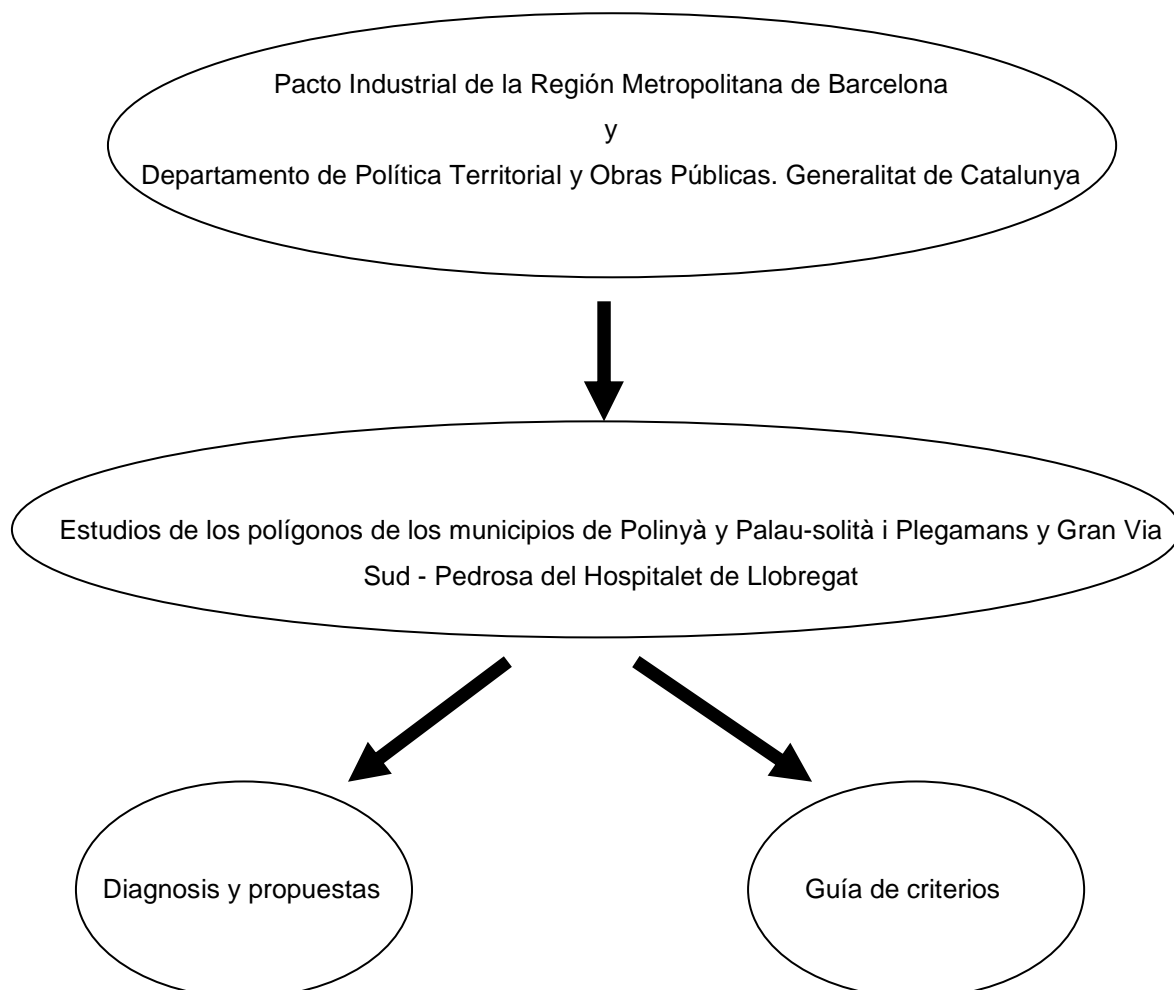 Pacto Industrial de la Región Metropolitana de Barcelona
y
Departamento de Política Territorial y Obras Públicas. Generalitat de Catalunya
Estudios de los polígonos de los municipios de Polinyà y Palau-solità i Plegamans y Gran Via
Sud - Pedrosa del Hospitalet de Llobregat
Diagnosis y propuestas
Guía de criterios